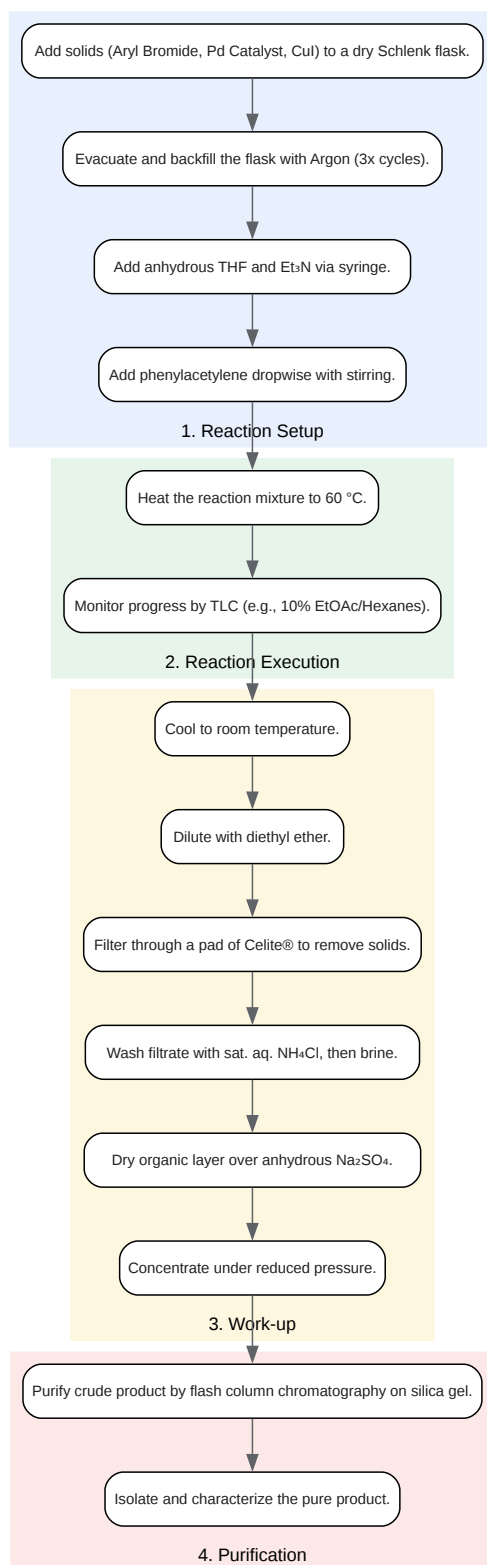 Add solids (Aryl Bromide, Pd Catalyst, CuI) to a dry Schlenk flask.
Evacuate and backfill the flask with Argon (3x cycles).
Add anhydrous THF and Et₃N via syringe.
Add phenylacetylene dropwise with stirring.
1. Reaction Setup
Heat the reaction mixture to 60 °C.
Monitor progress by TLC (e.g., 10% EtOAc/Hexanes).
2. Reaction Execution
Cool to room temperature.
Dilute with diethyl ether.
Filter through a pad of Celite® to remove solids.
Wash filtrate with sat. aq. NH₄Cl, then brine.
Dry organic layer over anhydrous Na₂SO₄.
Concentrate under reduced pressure.
3. Work-up
Purify crude product by flash column chromatography on silica gel.
Isolate and characterize the pure product.
4. Purification